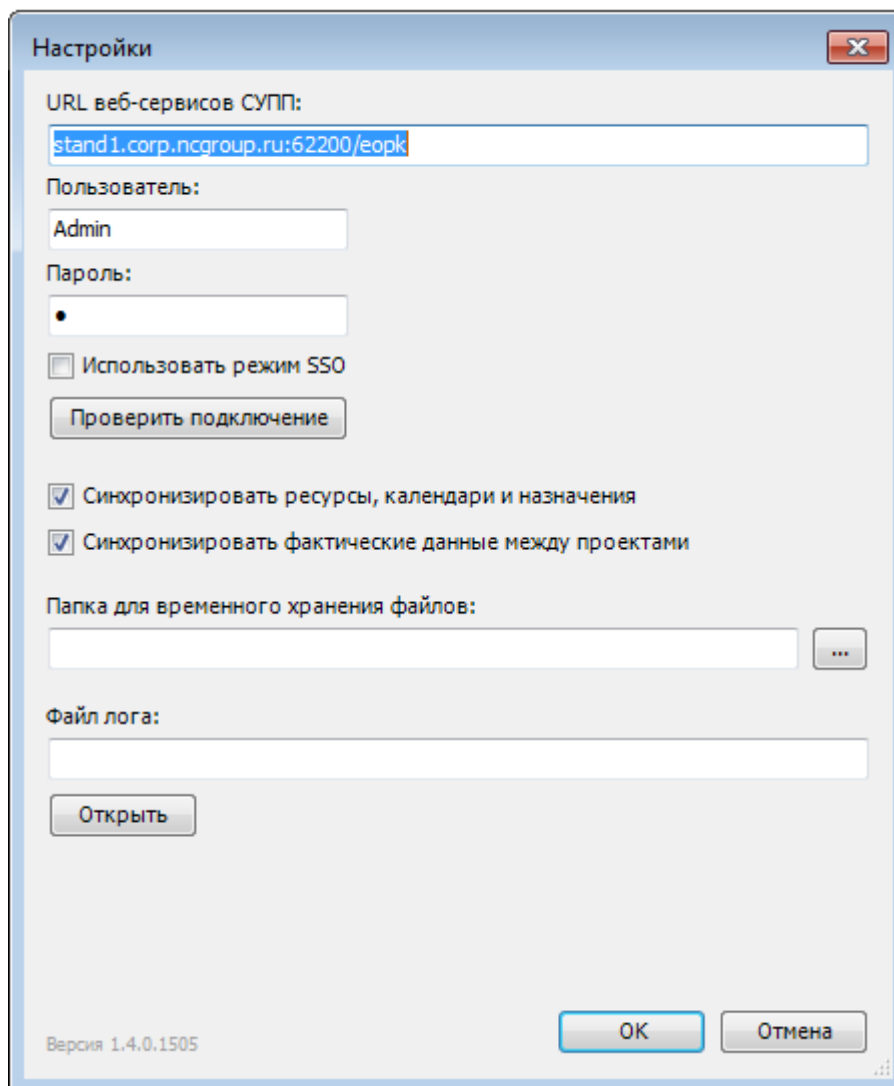 Настройки
URL веб-сервисов СУПП:
stand1.corp.ncgroup.ru:62200/eopk
Пользователь:
Admin
Пароль:
●
Использовать режим SSO
Проверить подключение
Синхронизировать ресурсы, календари и назначения
Синхронизировать фактические данные между проектами
Папка для временного хранения файлов:
...
Файл лога:
Открыть
Версия 1.4.0.1505
OK
Отмена